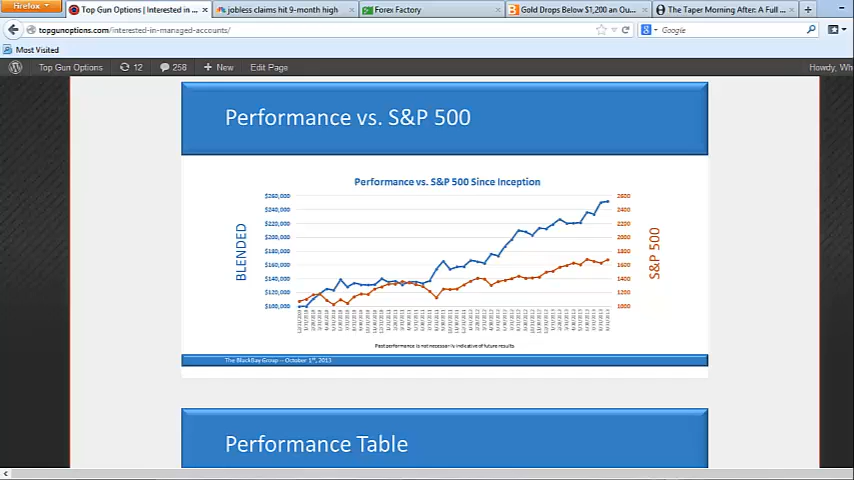 Firefox
Top Gun Options | Interested in ...
jobless claims hit 9-month high
Forex Factory
Gold Drops Below $1,200 an Ou...
The Taper Morning After: A Full ...
topgunoptions.com/interested-in-managed-accounts/
Google
Most Visited
Top Gun Options
12
258
+ New
Edit Page
Howdy, Wh
Performance vs. S&P 500
Performance vs. S&P 500 Since Inception
BLENDED
$260,000
$240,000
$220,000
$200,000
$180,000
$160,000
$140,000
$120,000
$100,000
2600
2400
2200
2000
1800
1600
1400
1200
1000
S&P 500
Past performance is not necessarily indicative of future results
The BlackBay Group -- October 1st, 2013
Performance Table